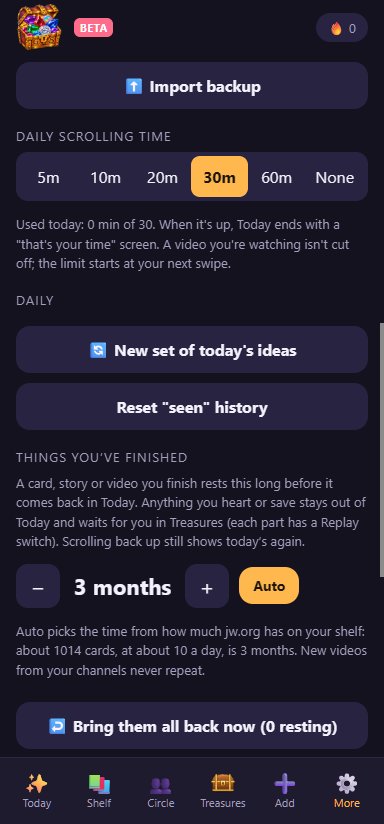 BETA
0
Import backup
DAILY SCROLLING TIME
5m 10m 20m 30m 60m None
Used today: 0 min of 30. When it's up, Today ends with a
"that's your time" screen. A video you're watching isn't cut
off; the limit starts at your next swipe.
DAILY
New set of today's ideas
Reset "seen" history
THINGS YOU'VE FINISHED
A card, story or video you finish rests this long before it
comes back in Today. Anything you heart or save stays out of
Today and waits for you in Treasures (each part has a Replay
switch). Scrolling back up still shows today's again.
– 3 months + Auto
Auto picks the time from how much jw.org has on your shelf:
about 1014 cards, at about 10 a day, is 3 months. New videos
from your channels never repeat.
Bring them all back now (0 resting)
Today Shelf Circle Treasures Add More